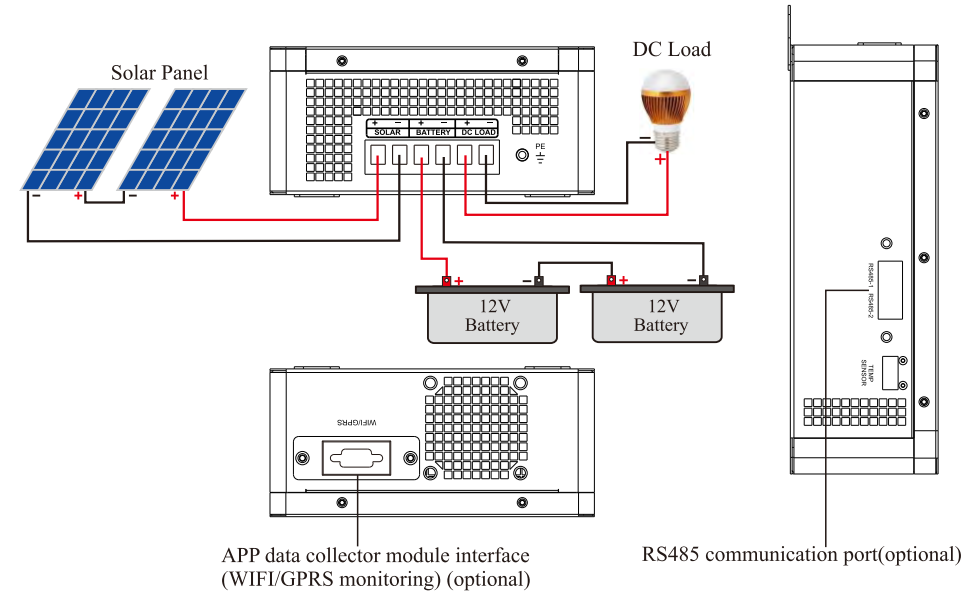 Solar Panel
DC Load
+ − + − + −
SOLAR BATTERY DC LOAD
PE
−
+
− + − +
+ − + −
12V
Battery
12V
Battery
RS485-1 RS485-2
TEMP
SENSOR
WIFI/GPRS
APP data collector module interface
(WIFI/GPRS monitoring) (optional)
RS485 communication port(optional)